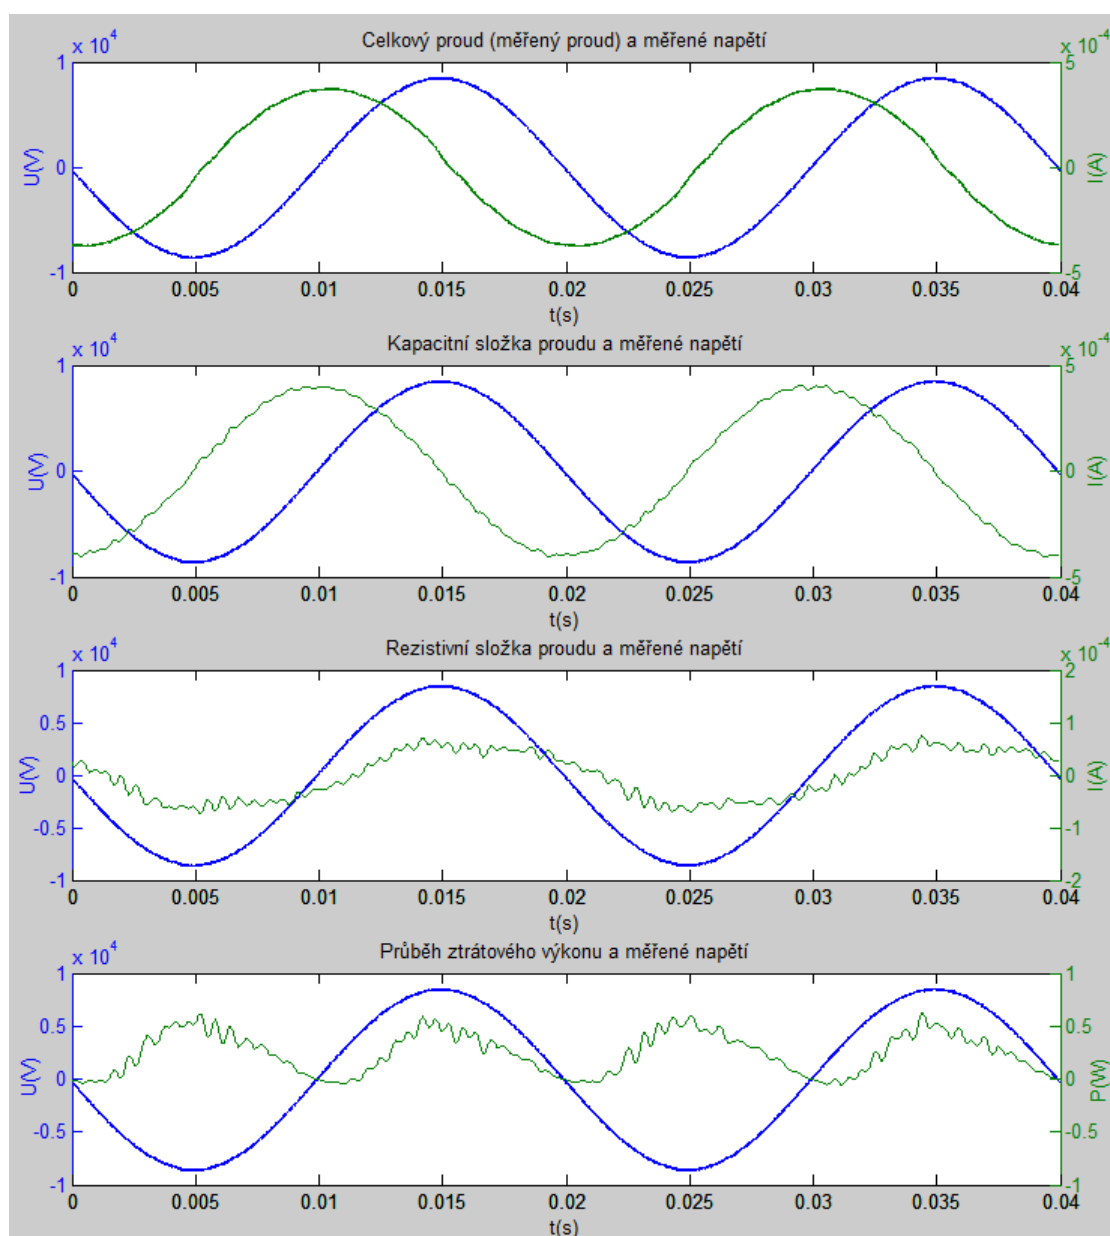 Celkový proud (měřený proud) a měřené napětí
x 10^4
x 10^-4
1
0
-1
U(V)
5
0
-5
I(A)
0 0.005 0.01 0.015 0.02 0.025 0.03 0.035 0.04
t(s)
Kapacitní složka proudu a měřené napětí
x 10^4
x 10^-4
1
0
-1
U(V)
5
0
-5
I(A)
0 0.005 0.01 0.015 0.02 0.025 0.03 0.035 0.04
t(s)
Rezistivní složka proudu a měřené napětí
x 10^4
x 10^-4
1
0.5
0
-0.5
-1
U(V)
2
1
0
-1
-2
I(A)
0 0.005 0.01 0.015 0.02 0.025 0.03 0.035 0.04
t(s)
Průběh ztrátového výkonu a měřené napětí
x 10^4
1
0.5
0
-0.5
-1
U(V)
1
0.5
0
-0.5
-1
P(W)
0 0.005 0.01 0.015 0.02 0.025 0.03 0.035 0.04
t(s)